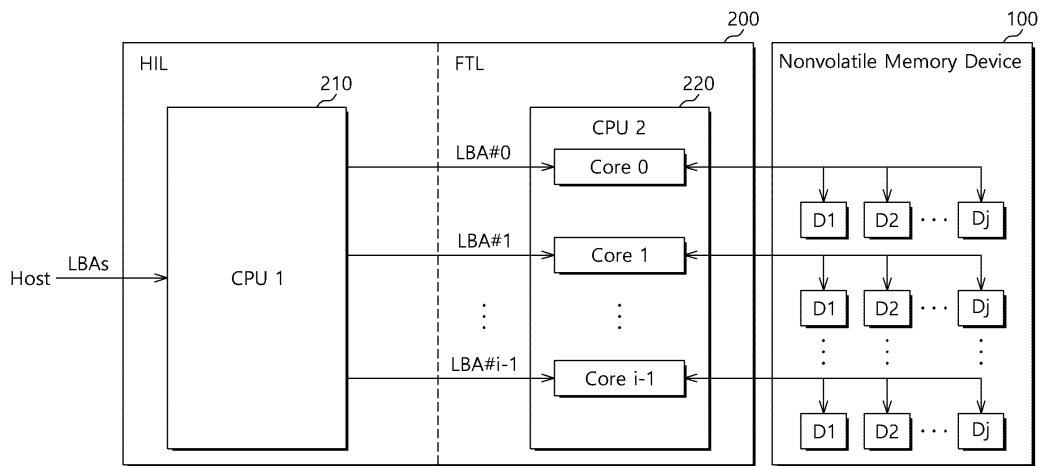 200
100
HIL
FTL
Nonvolatile Memory Device
210
220
CPU 2
LBA#0
Core 0
D1
D2
···
Dj
LBA#1
Core 1
Host
LBAs
CPU 1
D1
D2
···
Dj
LBA#i-1
Core i-1
D1
D2
···
Dj